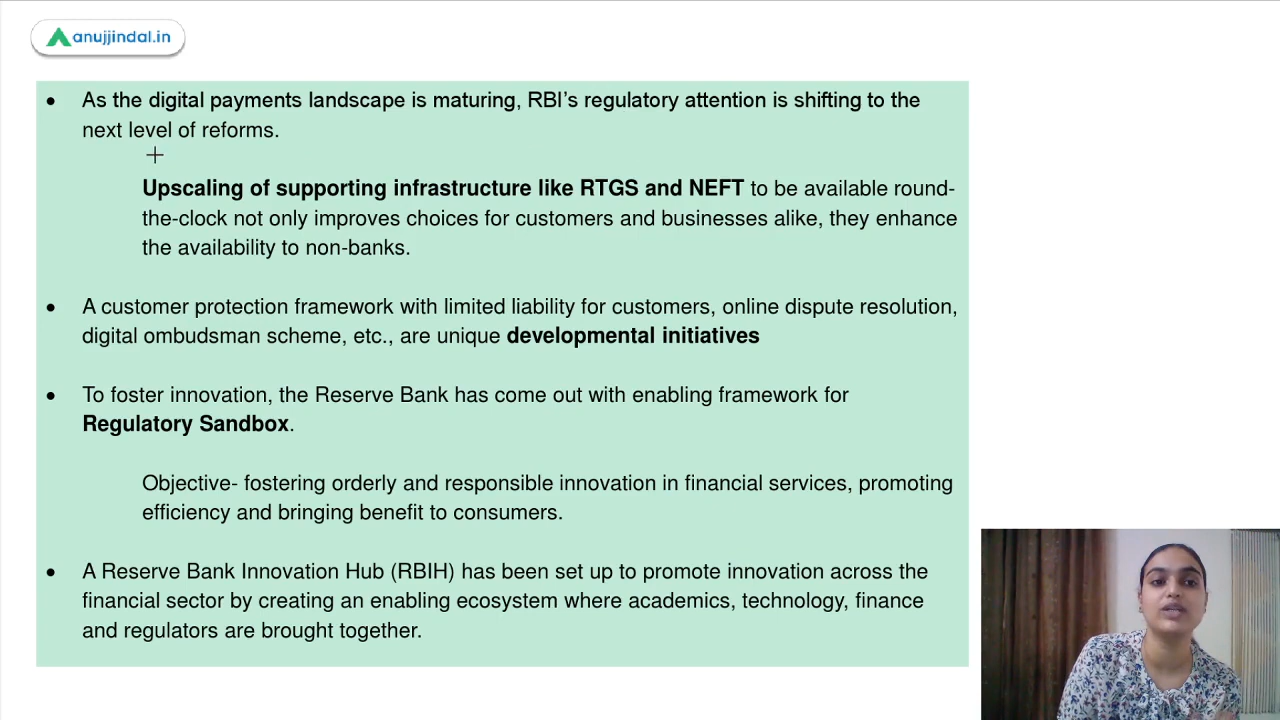 anujjindal.in
• As the digital payments landscape is maturing, RBI's regulatory attention is shifting to the
next level of reforms.
Upscaling of supporting infrastructure like RTGS and NEFT to be available round-
the-clock not only improves choices for customers and businesses alike, they enhance
the availability to non-banks.
• A customer protection framework with limited liability for customers, online dispute resolution,
digital ombudsman scheme, etc., are unique developmental initiatives
• To foster innovation, the Reserve Bank has come out with enabling framework for
Regulatory Sandbox.
Objective- fostering orderly and responsible innovation in financial services, promoting
efficiency and bringing benefit to consumers.
• A Reserve Bank Innovation Hub (RBIH) has been set up to promote innovation across the
financial sector by creating an enabling ecosystem where academics, technology, finance
and regulators are brought together.